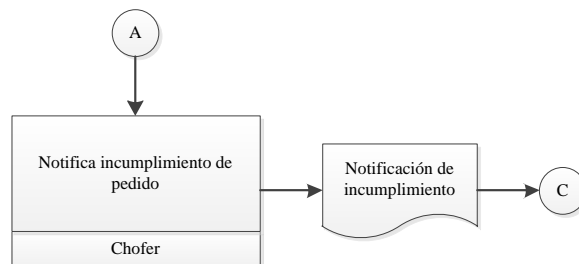 A
Notifica incumplimiento de
pedido
Chofer
Notificación de
incumplimiento
C